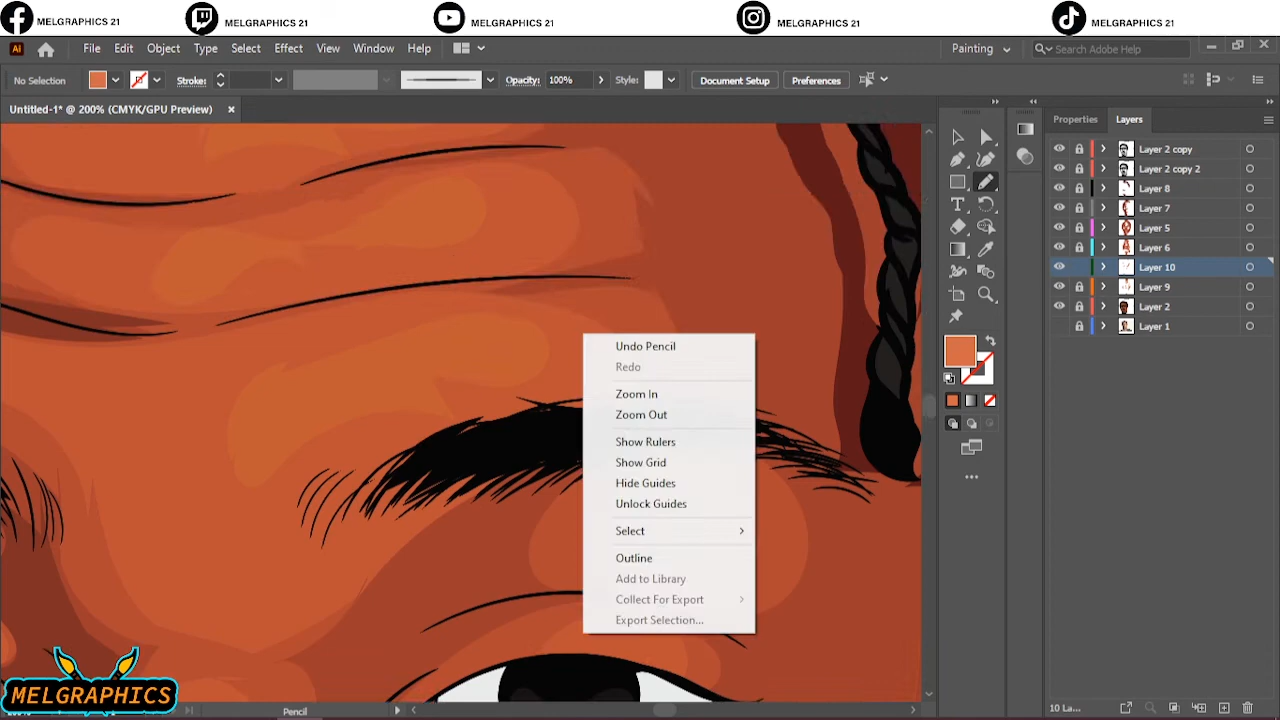 MELGRAPHICS 21
MELGRAPHICS 21
MELGRAPHICS 21
MELGRAPHICS 21
MELGRAPHICS 21
Ai File Edit Object Type Select Effect View Window Help Painting Search Adobe Help
No Selection Stroke: Opacity: 100% Style: Document Setup Preferences
Untitled-1* @ 200% (CMYK/GPU Preview)
Properties Layers
Layer 2 copy
Layer 2 copy 2
Layer 8
Layer 7
Layer 5
Layer 6
Layer 10
Layer 9
Layer 2
Layer 1
Undo Pencil
Redo
Zoom In
Zoom Out
Show Rulers
Show Grid
Hide Guides
Unlock Guides
Select
Outline
Add to Library
Collect For Export
Export Selection...
MELGRAPHICS
Pencil
10 La...